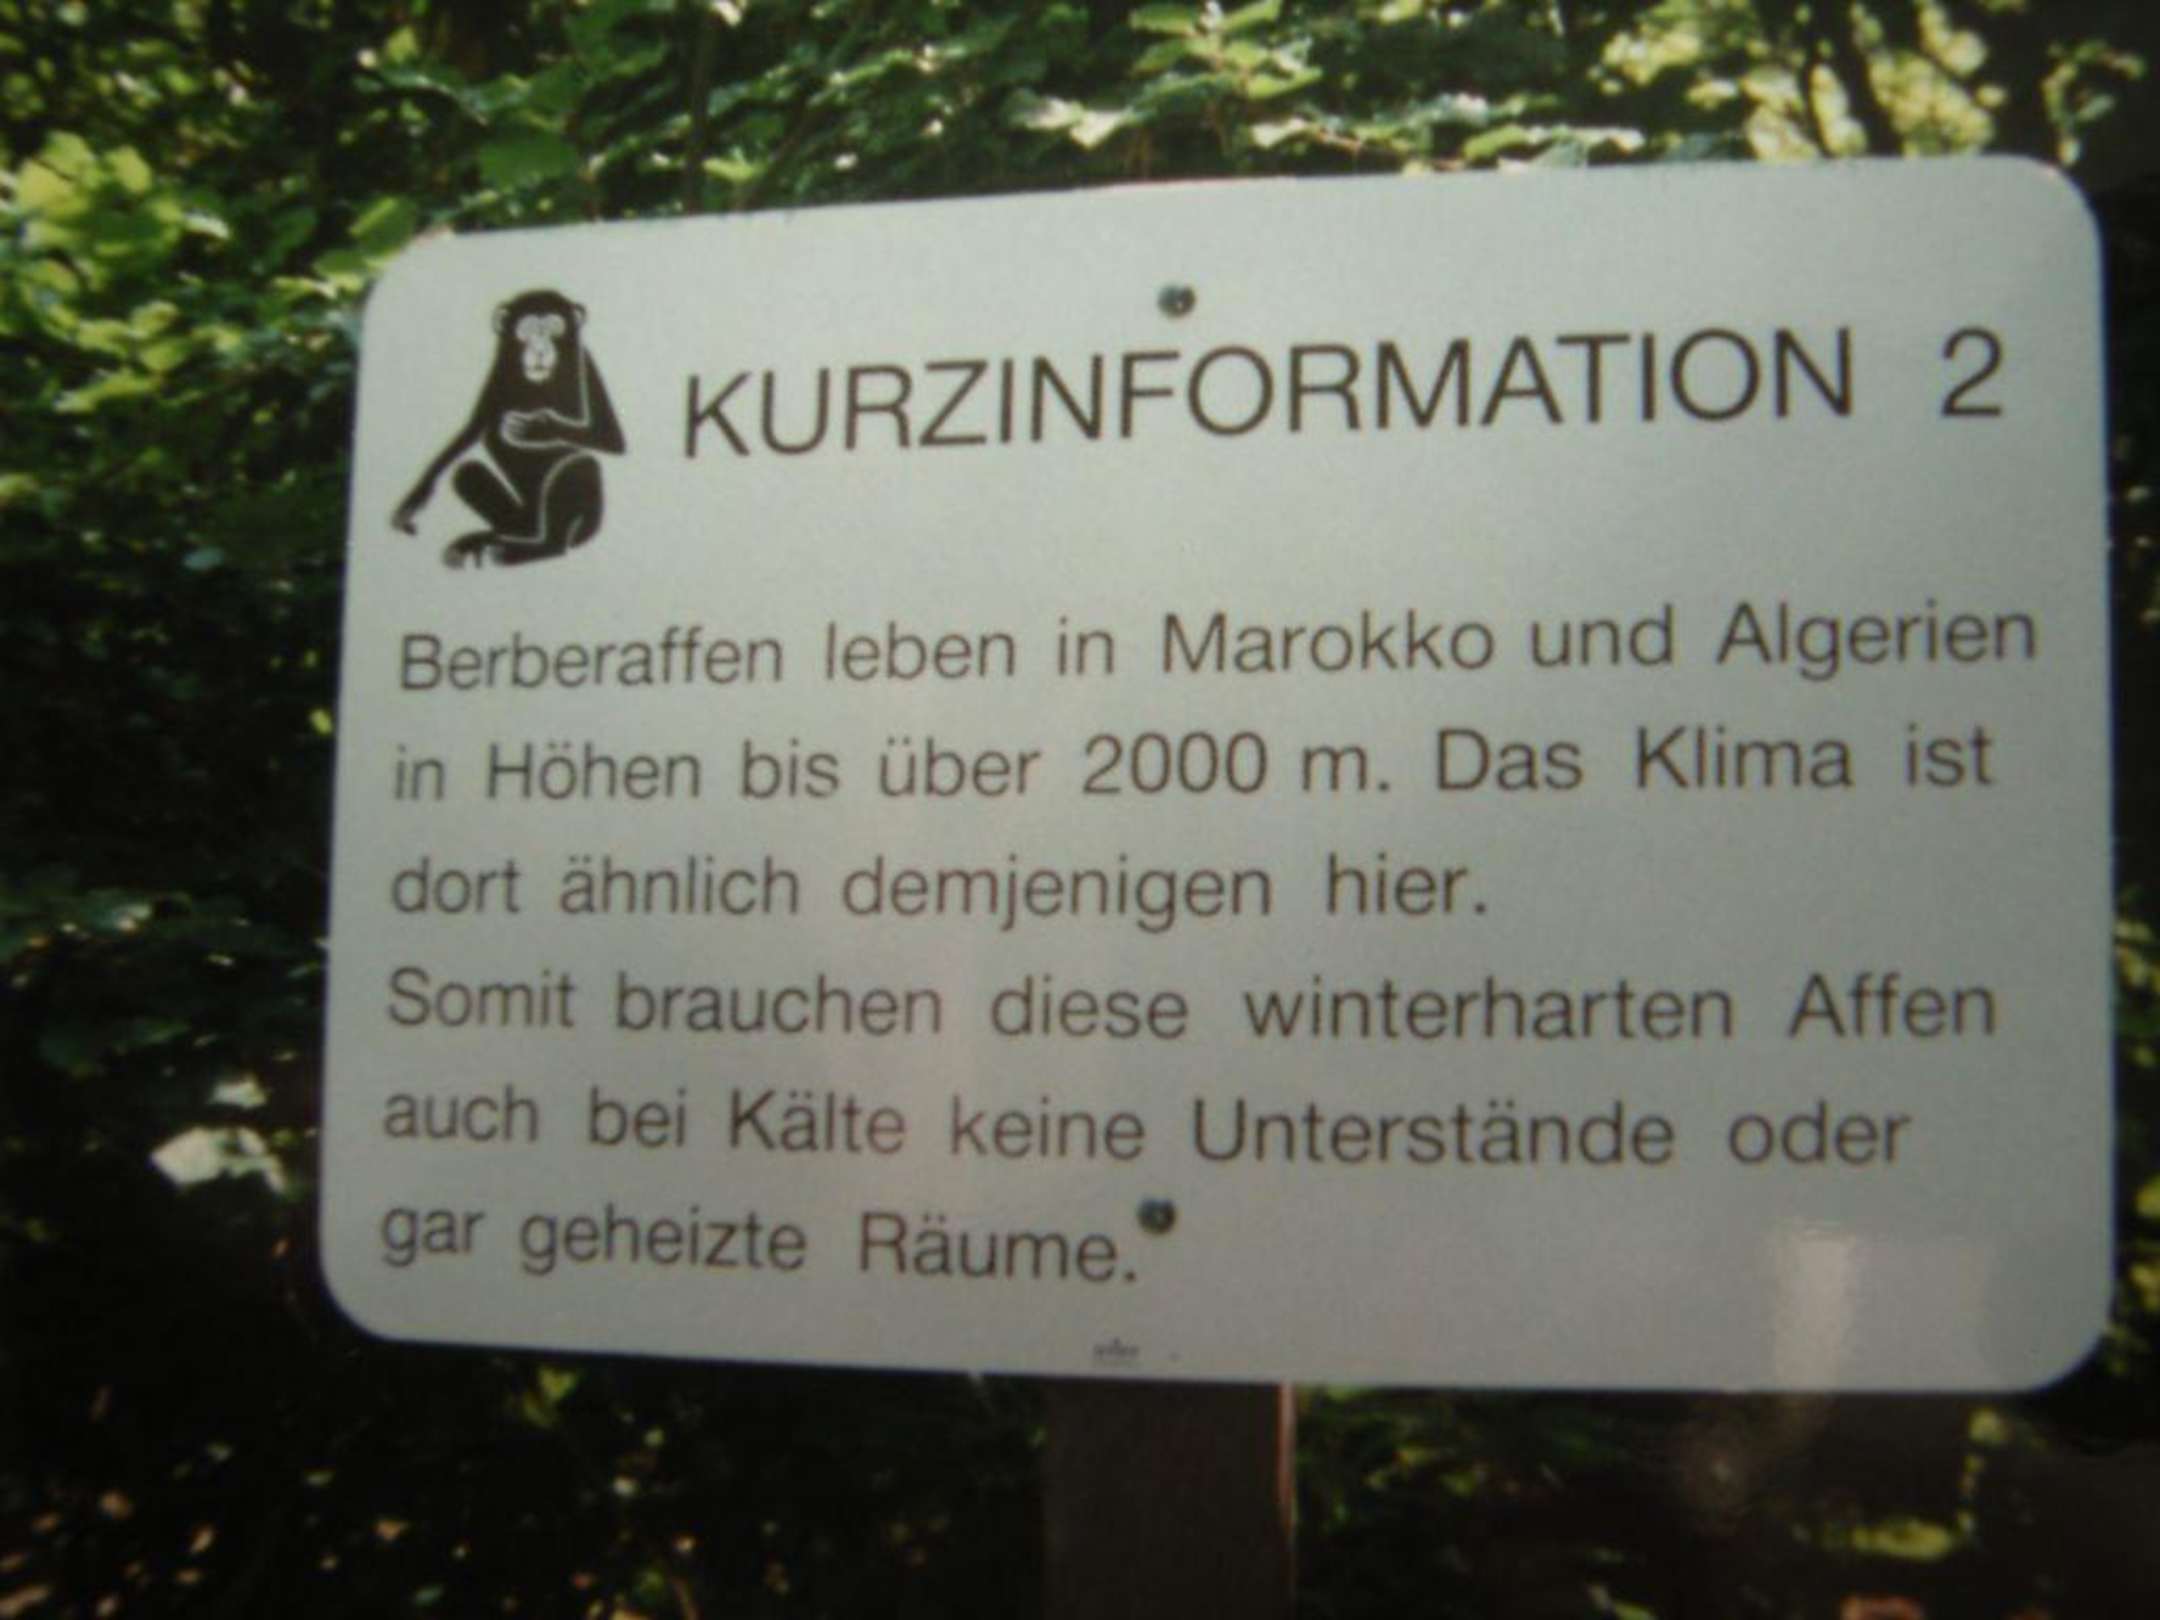 KURZINFORMATION 2
Berberaffen leben in Marokko und Algerien
in Höhen bis über 2000 m. Das Klima ist
dort ähnlich demjenigen hier.
Somit brauchen diese winterharten Affen
auch bei Kälte keine Unterstände oder
gar geheizte Räume.